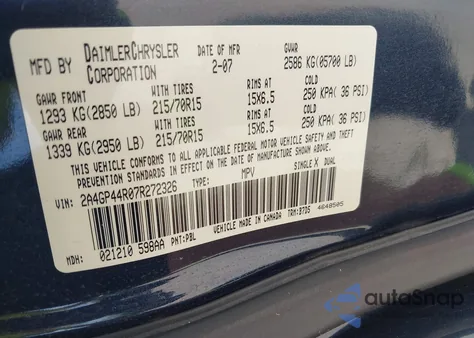 MFD BY DAIMLERCHRYSLER CORPORATION
DATE OF MFR 2-07
GVWR 2586 KG(05700 LB)
GAWR FRONT WITH TIRES RIMS AT COLD
1293 KG(2850 LB) 215/70R15 15X6.5 250 KPA( 36 PSI)
GAWR REAR WITH TIRES RIMS AT COLD
1339 KG(2950 LB) 215/70R15 15X6.5 250 KPA( 36 PSI)
THIS VEHICLE CONFORMS TO ALL APPLICABLE FEDERAL MOTOR VEHICLE SAFETY AND THEFT
PREVENTION STANDARDS IN EFFECT ON THE DATE OF MANUFACTURE SHOWN ABOVE.
VIN: 2A4GP44R07R272326 TYPE: MPV SINGLE X DUAL
VEHICLE MADE IN CANADA TRM:B7D5 4648505
MDH: 021210 598AA PNT:PBL
autoSnap